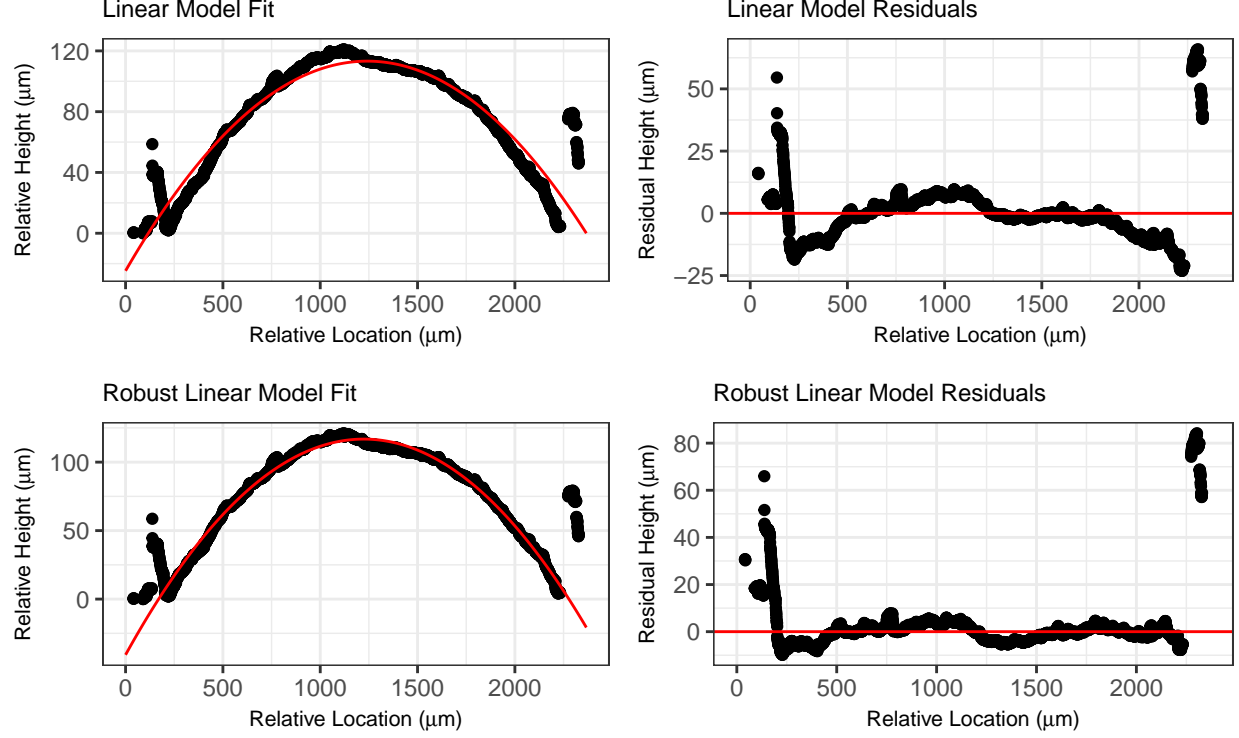 Linear Model Fit
Relative Height (μm)
120
80
40
0
0 500 1000 1500 2000
Relative Location (μm)
Linear Model Residuals
Residual Height (μm)
50
25
0
−25
0 500 1000 1500 2000
Relative Location (μm)
Robust Linear Model Fit
Relative Height (μm)
100
50
0
0 500 1000 1500 2000
Relative Location (μm)
Robust Linear Model Residuals
Residual Height (μm)
80
60
40
20
0
0 500 1000 1500 2000
Relative Location (μm)